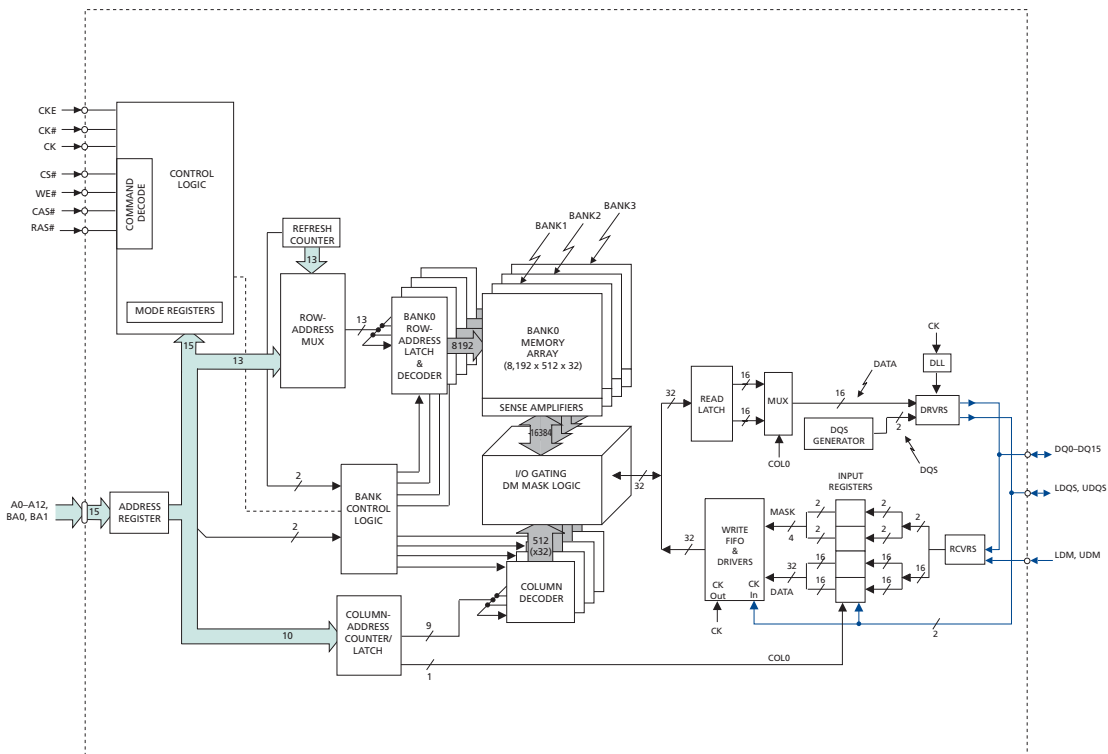 CKE
CK#
CK
CS#
WE#
CAS#
RAS#
COMMAND
DECODE
CONTROL
LOGIC
MODE REGISTERS
15
REFRESH
COUNTER
13
13
ROW-
ADDRESS
MUX
13
BANK0
ROW-
ADDRESS
LATCH
&
DECODER
8192
BANK1
BANK2
BANK3
BANK0
MEMORY
ARRAY
(8,192 x 512 x 32)
SENSE AMPLIFIERS
16384
I/O GATING
DM MASK LOGIC
32
32
READ
LATCH
16
16
MUX
COL0
16
DATA
DQS
GENERATOR
2
DQS
CK
DLL
DRVRS
DQ0–DQ15
LDQS, UDQS
LDM, UDM
A0–A12,
BA0, BA1
15
ADDRESS
REGISTER
2
2
BANK
CONTROL
LOGIC
512
(x32)
COLUMN
DECODER
32
WRITE
FIFO
&
DRIVERS
CK
Out
CK
In
CK
MASK
4
32
DATA
INPUT
REGISTERS
2
2
16
16
2
2
16
16
2
16
RCVRS
2
10
COLUMN-
ADDRESS
COUNTER/
LATCH
9
1
COL0